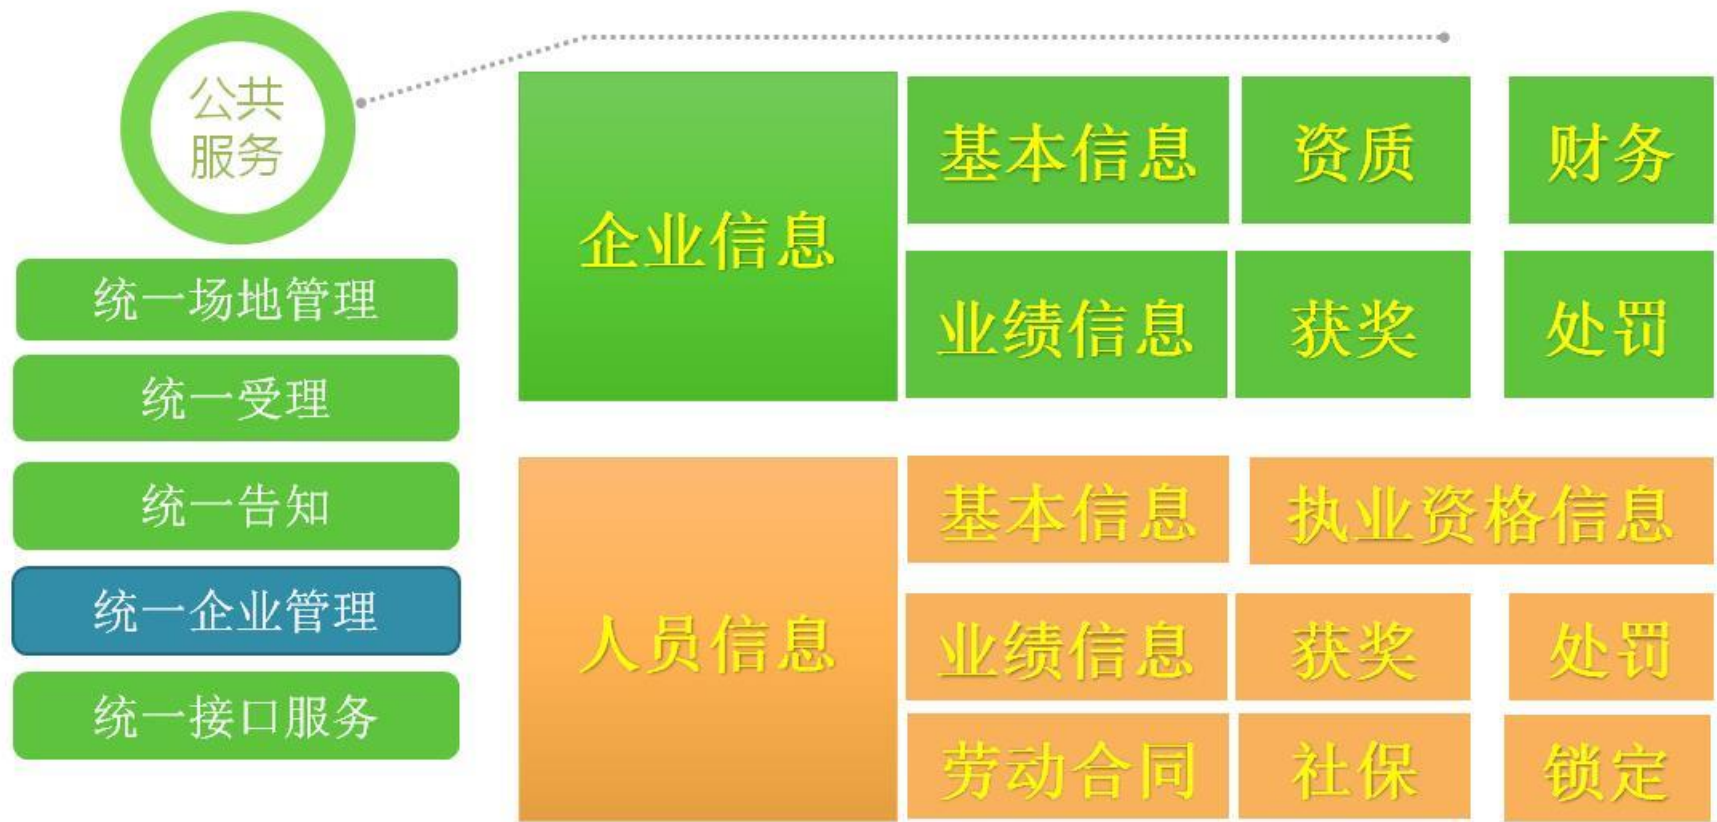 公共
服务
统一场地管理
统一受理
统一告知
统一企业管理
统一接口服务
企业信息
基本信息
资质
财务
业绩信息
获奖
处罚
人员信息
基本信息
执业资格信息
业绩信息
获奖
处罚
劳动合同
社保
锁定